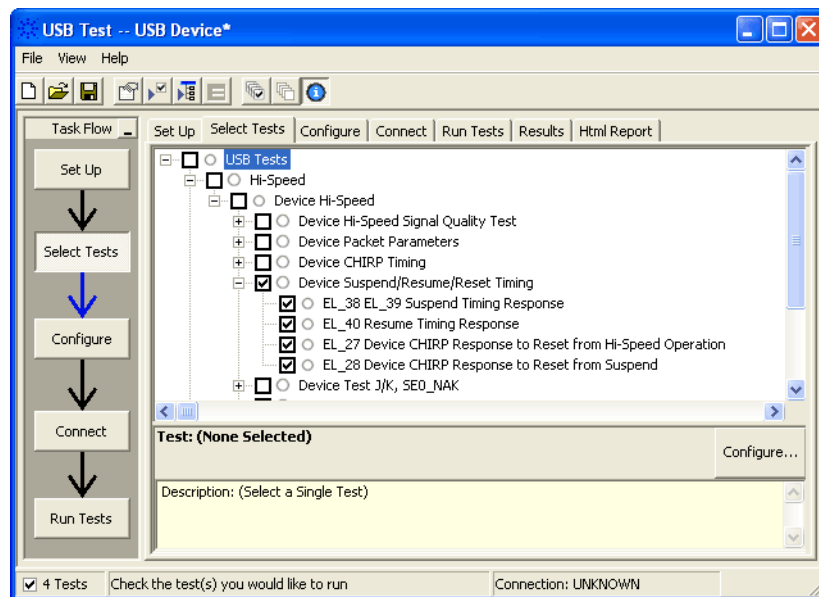 USB Test -- USB Device*
File View Help
Task Flow
Set Up
Select Tests
Configure
Connect
Run Tests
Set Up Select Tests Configure Connect Run Tests Results Html Report
USB Tests
Hi-Speed
Device Hi-Speed
Device Hi-Speed Signal Quality Test
Device Packet Parameters
Device CHIRP Timing
Device Suspend/Resume/Reset Timing
EL_38 EL_39 Suspend Timing Response
EL_40 Resume Timing Response
EL_27 Device CHIRP Response to Reset from Hi-Speed Operation
EL_28 Device CHIRP Response to Reset from Suspend
Device Test J/K, SE0_NAK
Test: (None Selected)
Configure...
Description: (Select a Single Test)
4 Tests Check the test(s) you would like to run Connection: UNKNOWN